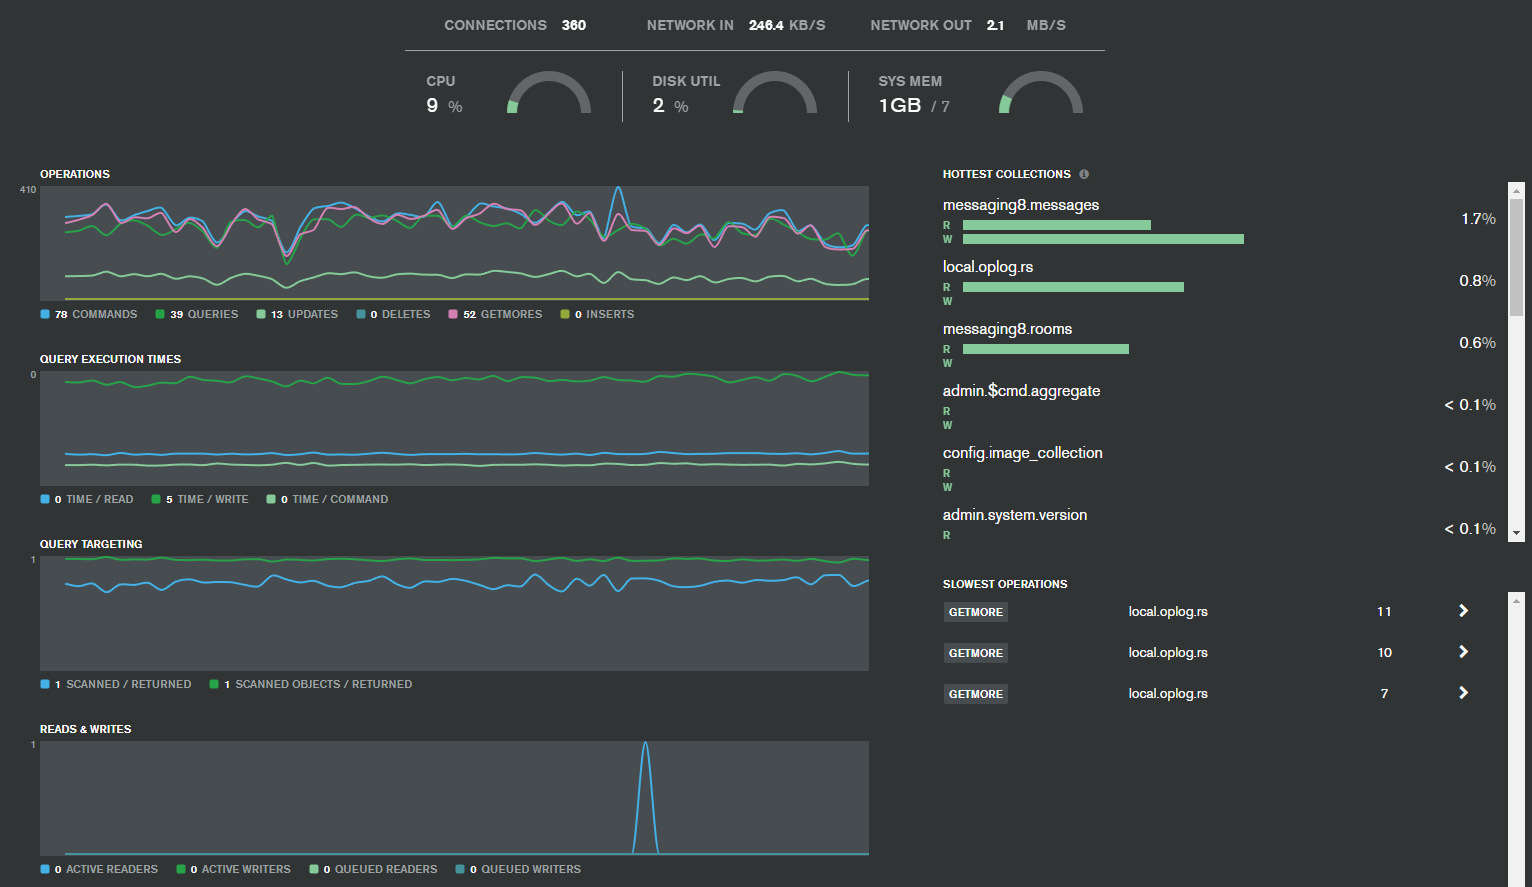 CONNECTIONS 360 NETWORK IN 246.4 KB/S NETWORK OUT 2.1 MB/S
CPU
9 %
DISK UTIL
2 %
SYS MEM
1GB / 7
OPERATIONS
410
78 COMMANDS 39 QUERIES 13 UPDATES 0 DELETES 52 GETMORES 0 INSERTS
QUERY EXECUTION TIMES
0
0 TIME / READ 5 TIME / WRITE 0 TIME / COMMAND
QUERY TARGETING
1
1 SCANNED / RETURNED 1 SCANNED OBJECTS / RETURNED
READS & WRITES
1
0 ACTIVE READERS 0 ACTIVE WRITERS 0 QUEUED READERS 0 QUEUED WRITERS
HOTTEST COLLECTIONS
messaging8.messages
R
W
1.7%
local.oplog.rs
R
W
0.8%
messaging8.rooms
R
W
0.6%
admin.$cmd.aggregate
R
W
< 0.1%
config.image_collection
R
W
< 0.1%
admin.system.version
R
< 0.1%
SLOWEST OPERATIONS
GETMORE local.oplog.rs 11
GETMORE local.oplog.rs 10
GETMORE local.oplog.rs 7